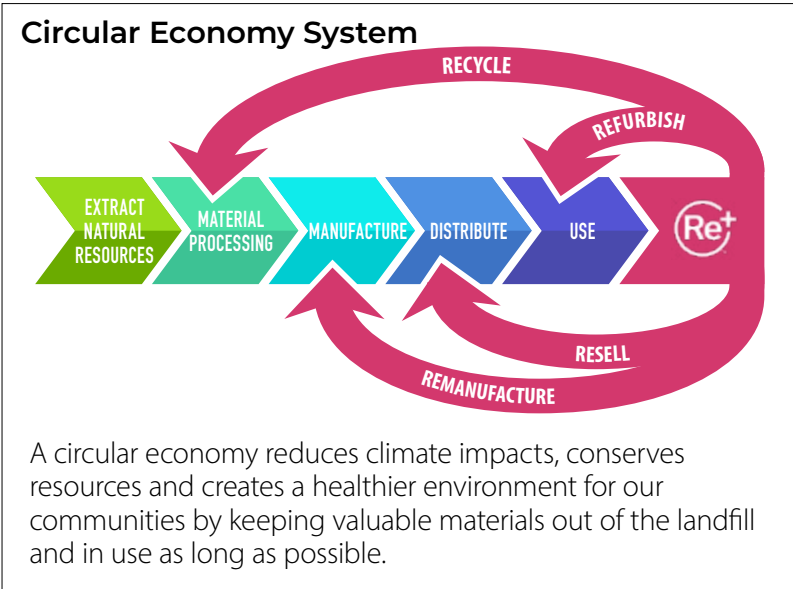 Circular Economy System
RECYCLE
REFURBISH
EXTRACT
NATURAL
RESOURCES
MATERIAL
PROCESSING
MANUFACTURE
DISTRIBUTE
USE
Re+
RESELL
REMANUFACTURE
A circular economy reduces climate impacts, conserves
resources and creates a healthier environment for our
communities by keeping valuable materials out of the landfill
and in use as long as possible.